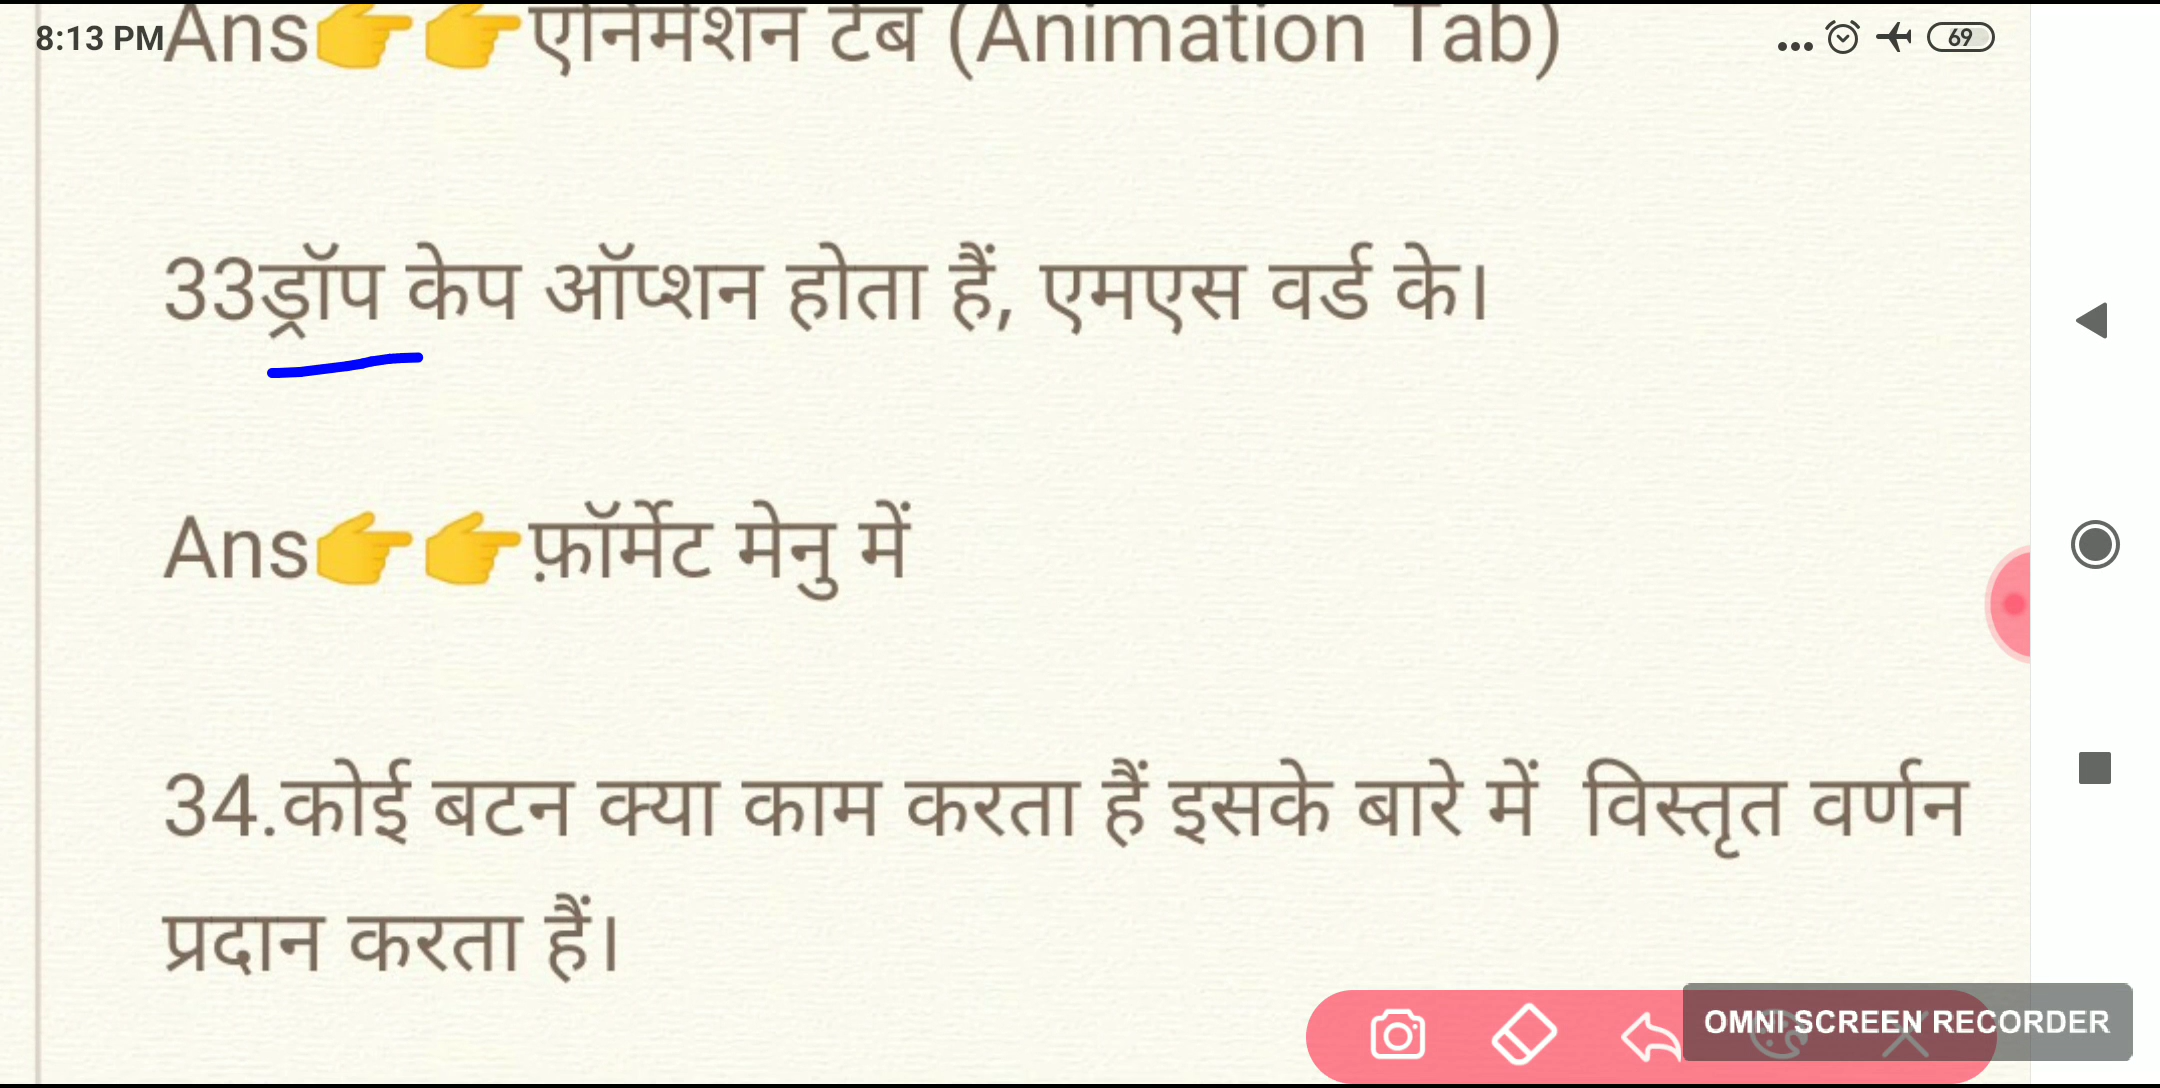 8:13 PM
Ans👉👉एनिमेशन टैब (Animation Tab)
69
33ड्रॉप केप ऑप्शन होता हैं, एमएस वर्ड के।
Ans👉👉फ़ॉर्मेट मेनु में
34.कोई बटन क्या काम करता हैं इसके बारे में विस्तृत वर्णन
प्रदान करता हैं।
OMNI SCREEN RECORDER